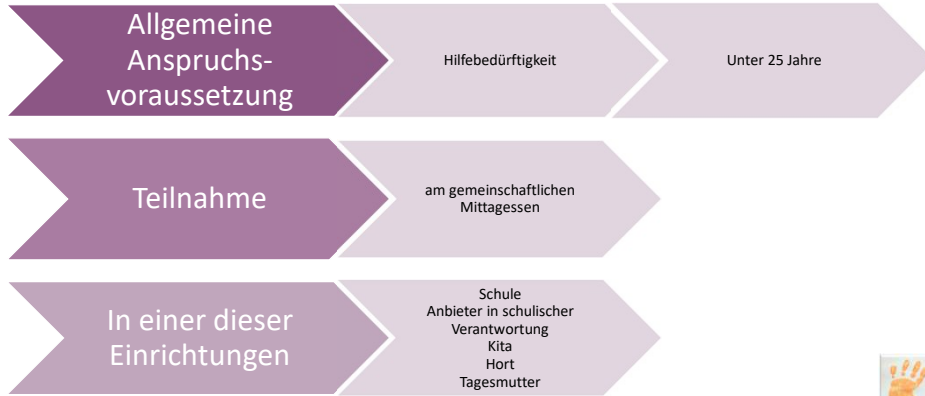 Allgemeine
Anspruchs-
voraussetzung
Hilfebedürftigkeit
Unter 25 Jahre
Teilnahme
am gemeinschaftlichen
Mittagessen
In einer dieser
Einrichtungen
Schule
Anbieter in schulischer
Verantwortung
Kita
Hort
Tagesmutter